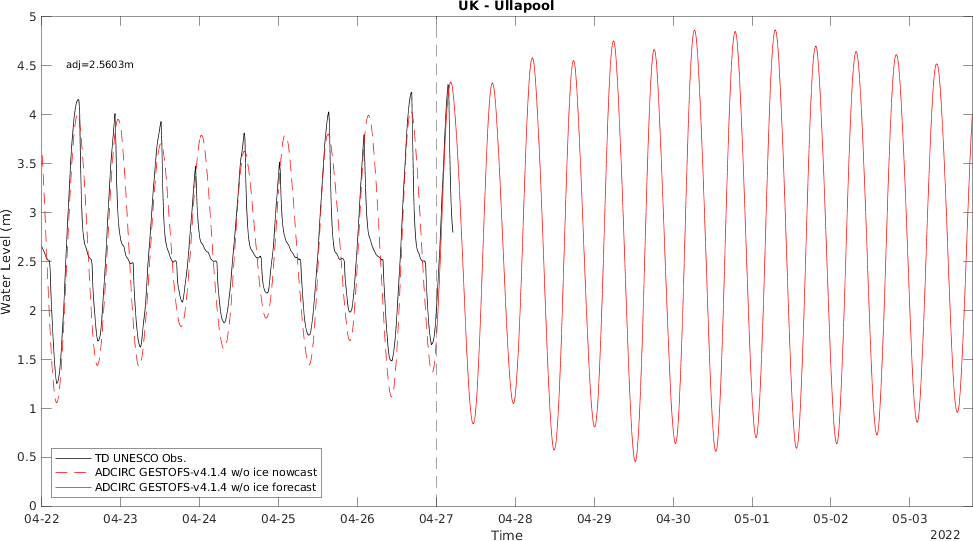 UK - Ullapool
adj=2.5603m
5
4.5
4
3.5
3
2.5
2
1.5
1
0.5
0
Water Level (m)
TD UNESCO Obs.
ADCIRC GESTOFS-v4.1.4 w/o ice nowcast
ADCIRC GESTOFS-v4.1.4 w/o ice forecast
04-22 04-23 04-24 04-25 04-26 04-27 04-28 04-29 04-30 05-01 05-02 05-03
Time
2022